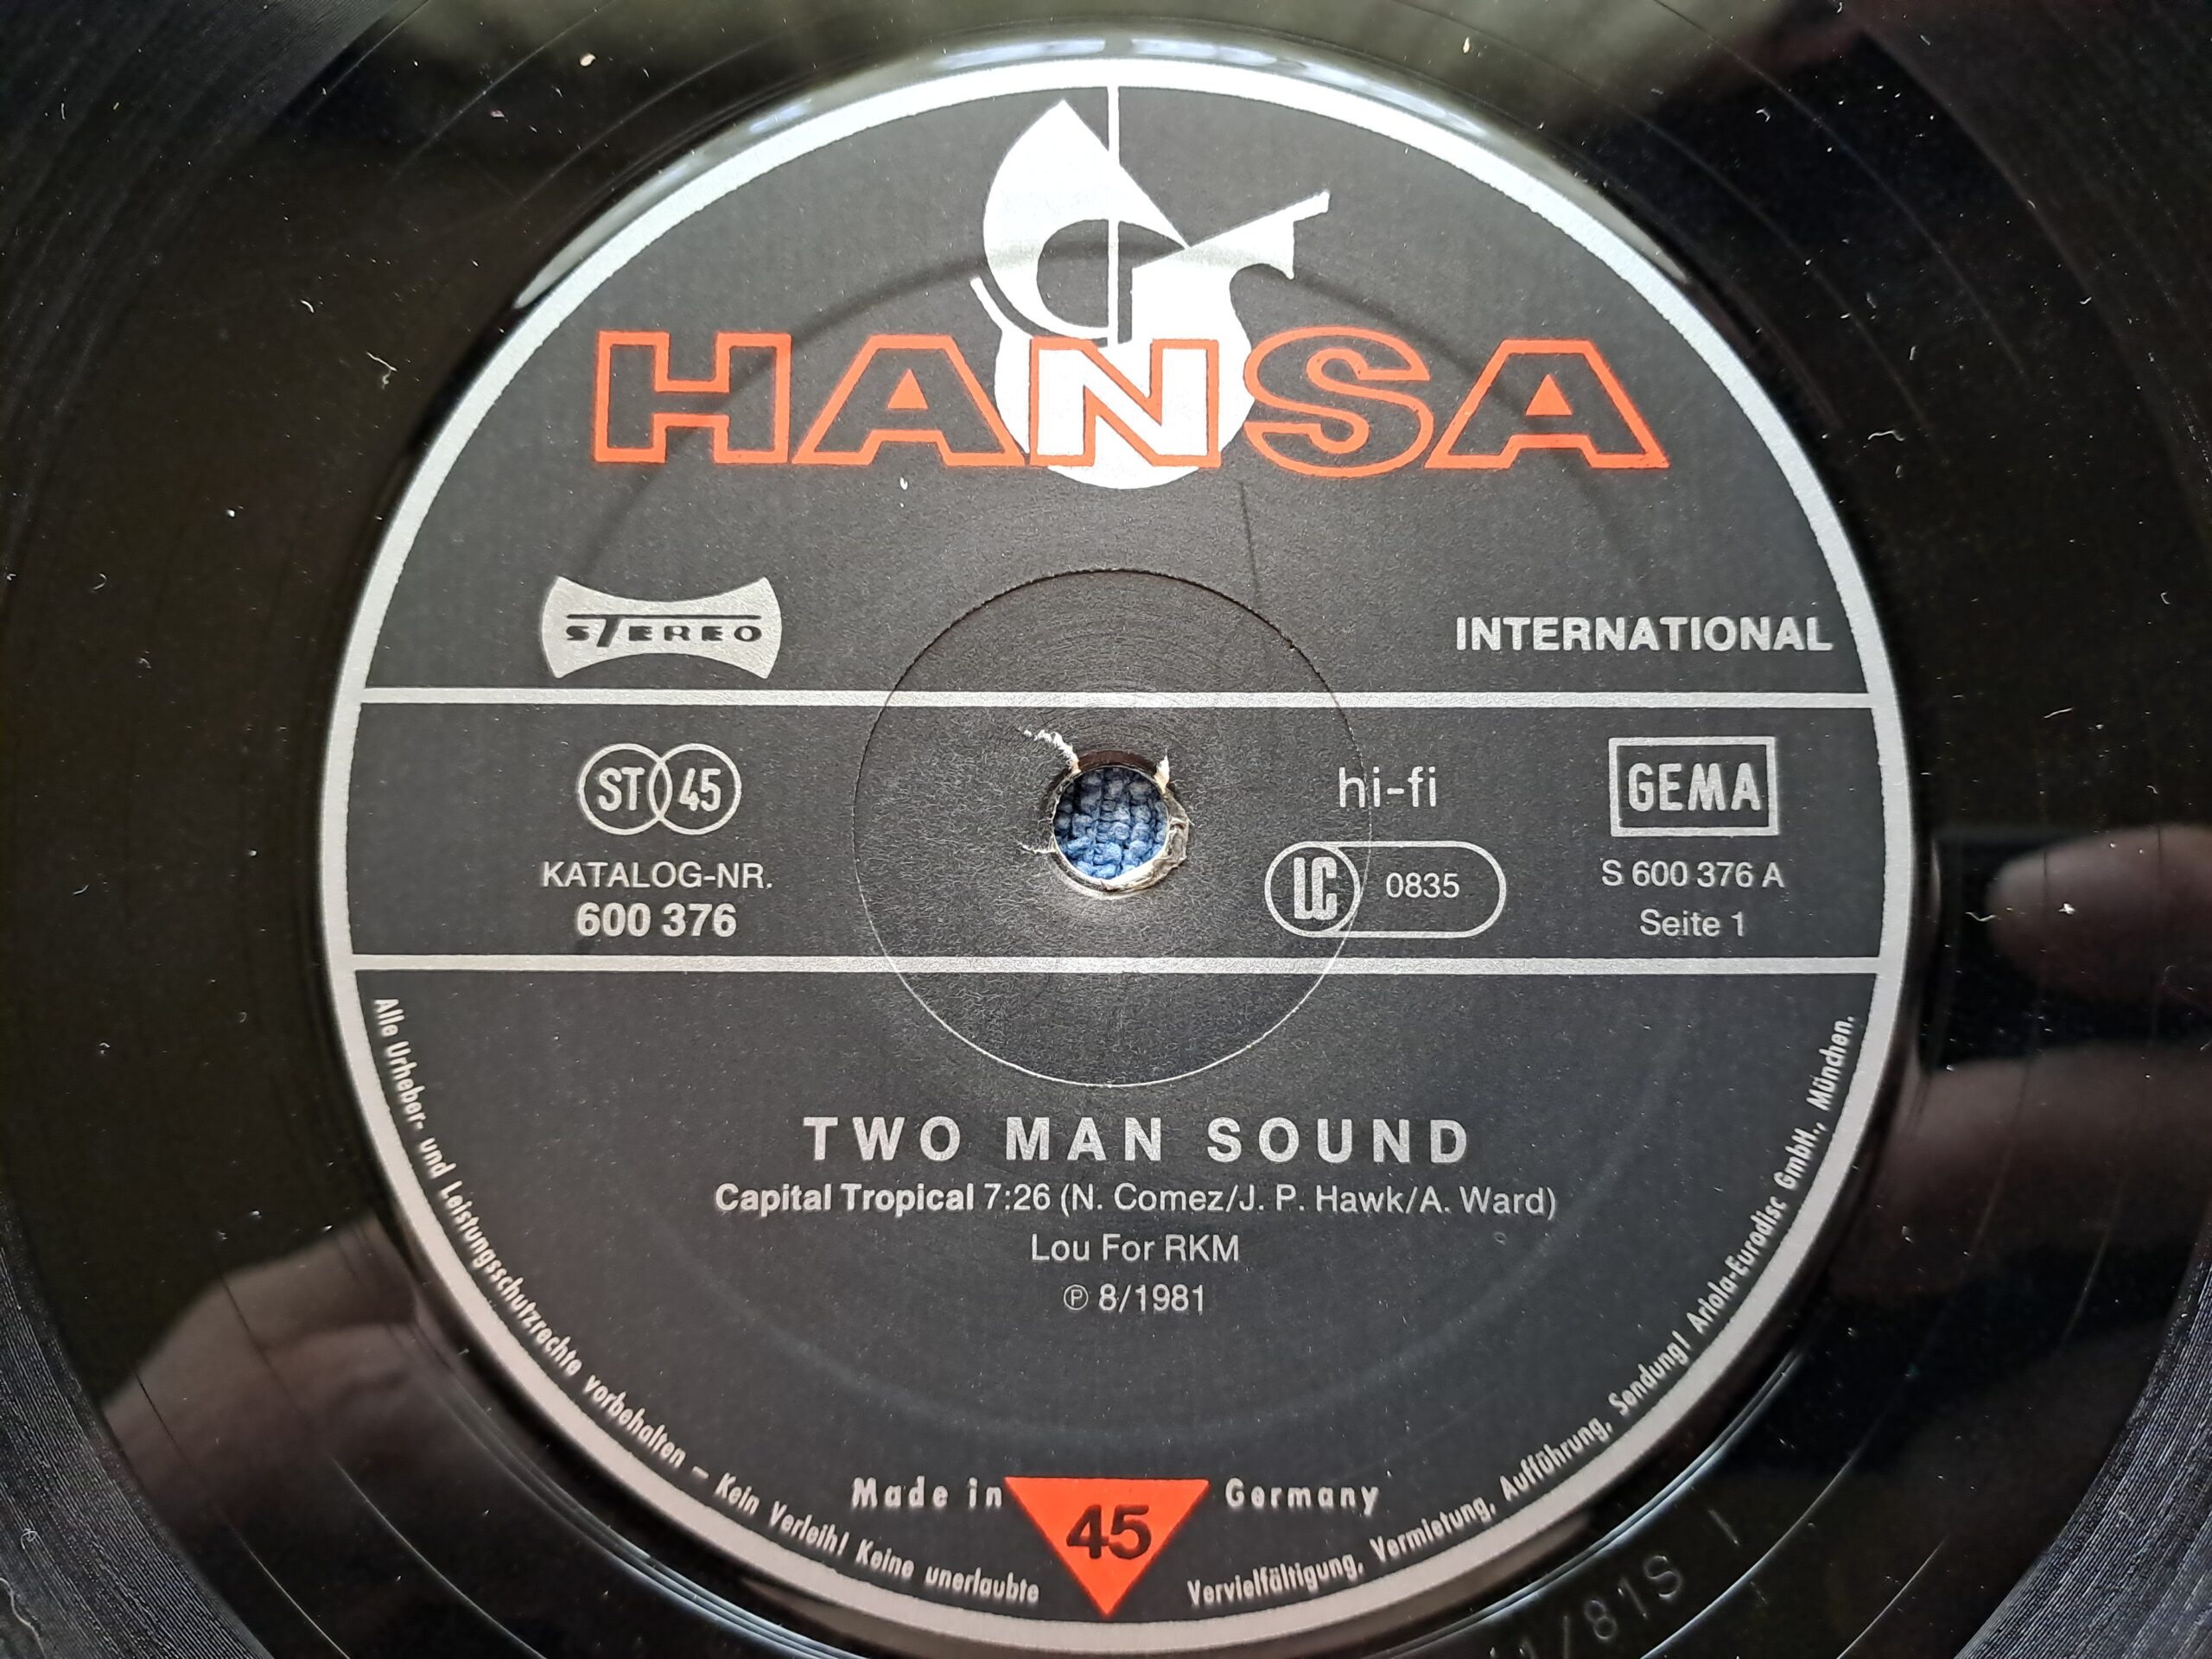 HANSA
STEREO
INTERNATIONAL
ST 45
hi-fi
GEMA
KATALOG-NR.
600 376
LC 0835
S 600 376 A
Seite 1
TWO MAN SOUND
Capital Tropical 7:26 (N. Comez/J. P. Hawk/A. Ward)
Lou For RKM
℗ 8/1981
Made in 45 Germany
Alle Urheber- und Leistungsschutzrechte vorbehalten – Kein Verleih! Keine unerlaubte Vervielfältigung, Vermietung, Aufführung, Sendung! Ariola-Eurodisc GmbH., München.
/81S